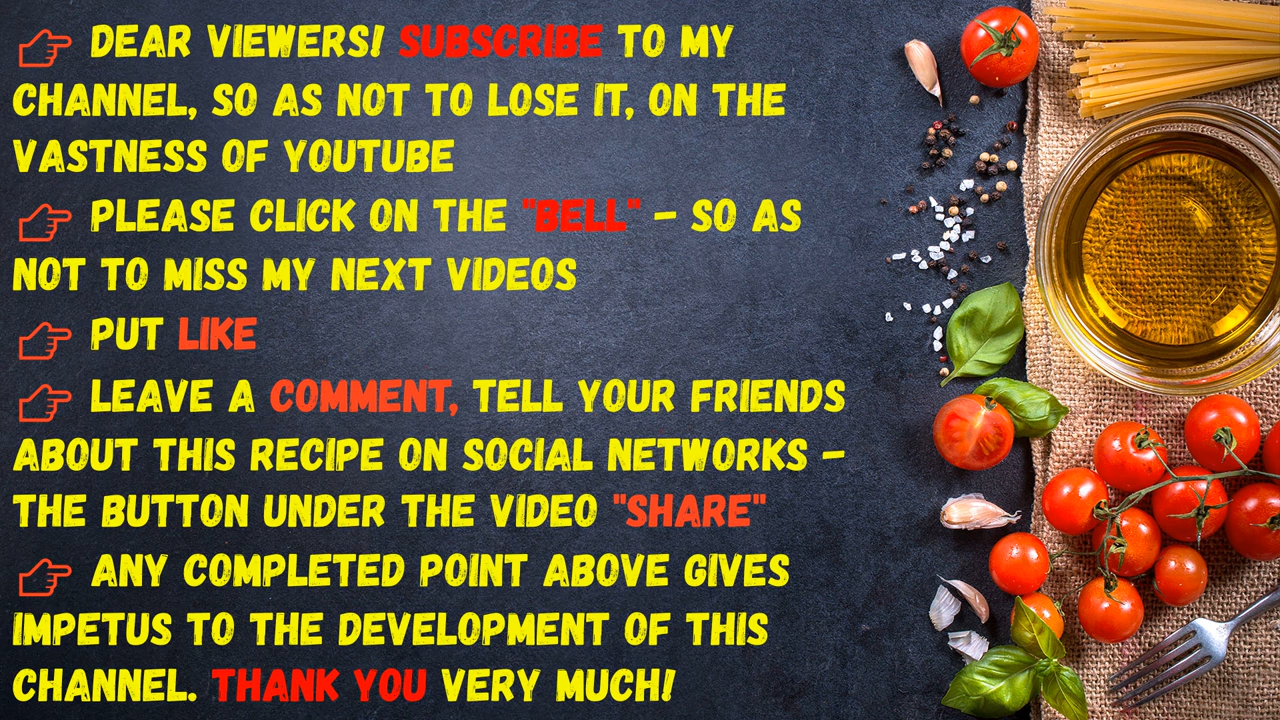 DEAR VIEWERS! SUBSCRIBE TO MY
CHANNEL, SO AS NOT TO LOSE IT, ON THE
VASTNESS OF YOUTUBE
PLEASE CLICK ON THE "BELL" - SO AS
NOT TO MISS MY NEXT VIDEOS
PUT LIKE
LEAVE A COMMENT, TELL YOUR FRIENDS
ABOUT THIS RECIPE ON SOCIAL NETWORKS -
THE BUTTON UNDER THE VIDEO "SHARE"
ANY COMPLETED POINT ABOVE GIVES
IMPETUS TO THE DEVELOPMENT OF THIS
CHANNEL. THANK YOU VERY MUCH!